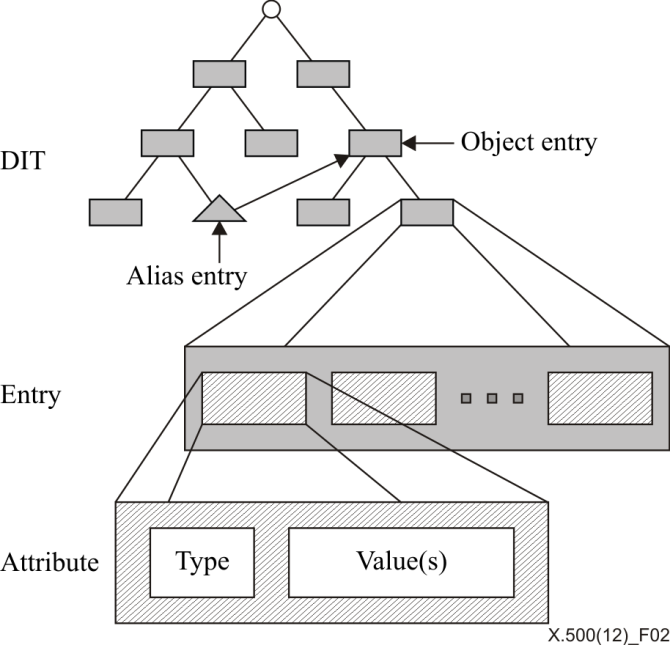 Object entry
DIT
Alias entry
Entry
Attribute
Type
Value(s)
X.500(12)_F02